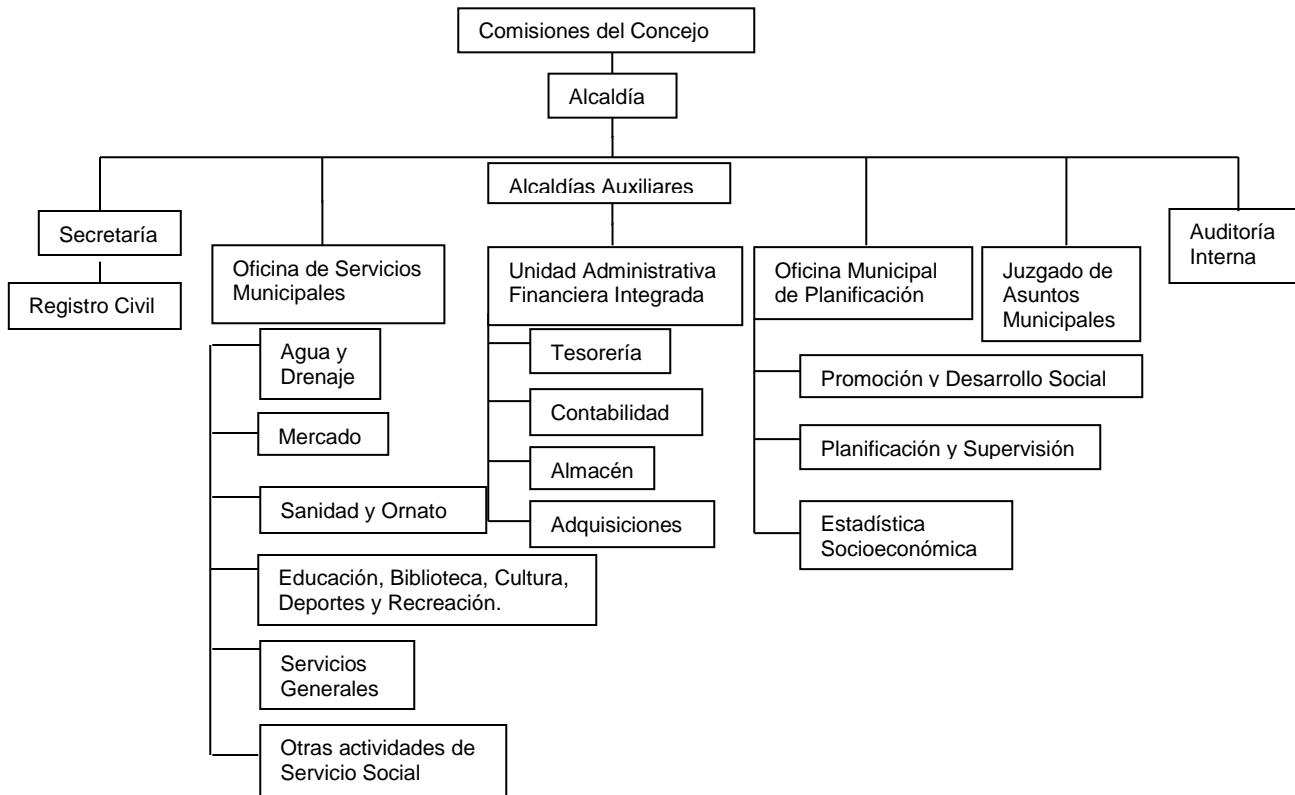 Comisiones del Concejo
Alcaldía
Alcaldías Auxiliares
Secretaría
Registro Civil
Oficina de Servicios
Municipales
Agua y
Drenaje
Mercado
Sanidad y Ornato
Educación, Biblioteca, Cultura,
Deportes y Recreación.
Servicios
Generales
Otras actividades de
Servicio Social
Unidad Administrativa
Financiera Integrada
Tesorería
Contabilidad
Almacén
Adquisiciones
Oficina Municipal
de Planificación
Promoción y Desarrollo Social
Planificación y Supervisión
Estadística
Socioeconómica
Juzgado de
Asuntos
Municipales
Auditoría
Interna